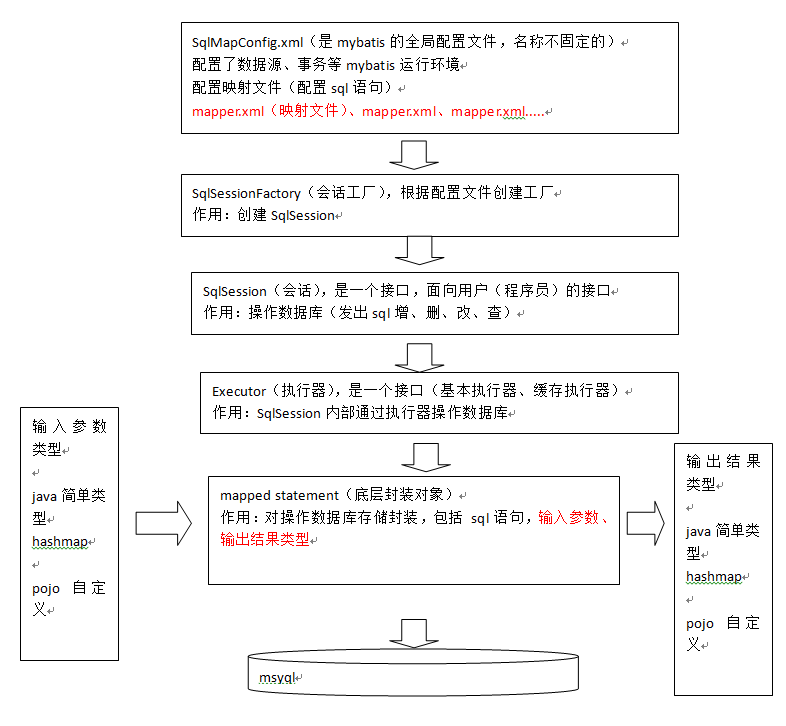 SqlMapConfig.xml（是 mybatis 的全局配置文件，名称不固定的）
配置了数据源、事务等 mybatis 运行环境
配置映射文件（配置 sql 语句）
mapper.xml（映射文件）、mapper.xml、mapper.xml.....
SqlSessionFactory（会话工厂），根据配置文件创建工厂
作用：创建 SqlSession
SqlSession（会话），是一个接口，面向用户（程序员）的接口
作用：操作数据库（发出 sql 增、删、改、查）
Executor（执行器），是一个接口（基本执行器、缓存执行器）
作用：SqlSession 内部通过执行器操作数据库
输入参数
类型
java 简单类
型
hashmap
pojo 自定
义
mapped statement（底层封装对象）
作用：对操作数据库存储封装，包括 sql 语句，输入参数、
输出结果类型
输出结果
类型
java 简单类
型
hashmap
pojo 自定
义
msyql